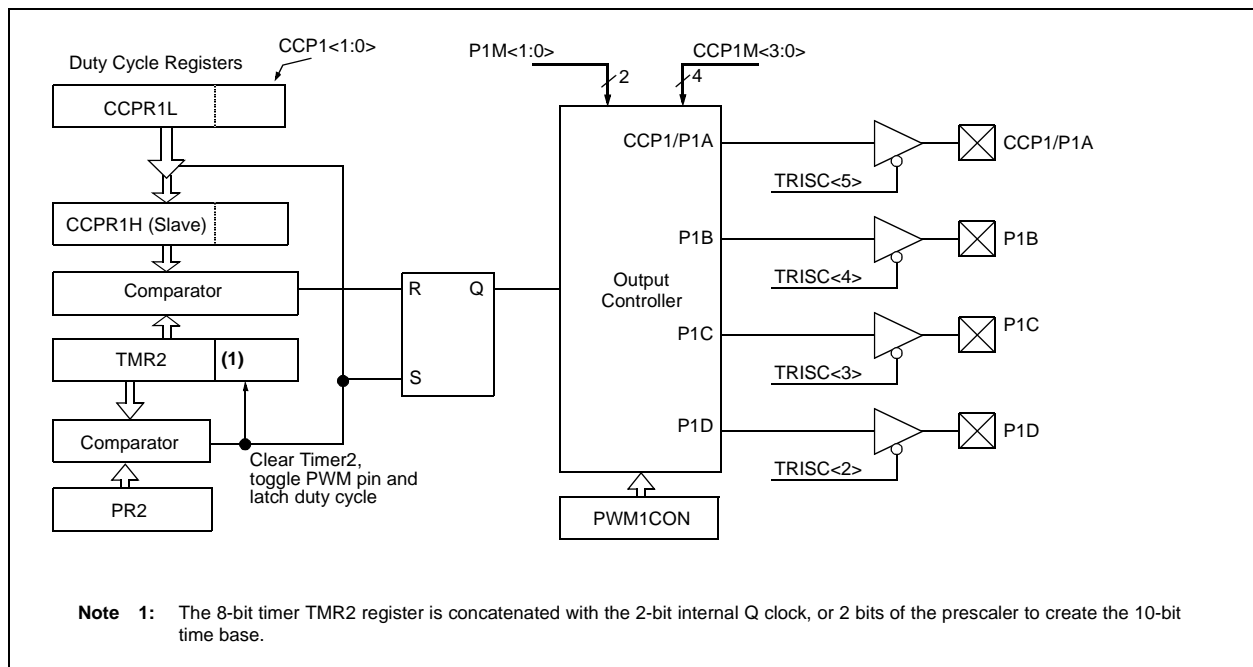 CCP1<1:0>
Duty Cycle Registers
CCPR1L
CCPR1H (Slave)
Comparator
TMR2
(1)
Comparator
PR2
Clear Timer2,
toggle PWM pin and
latch duty cycle
R
Q
S
P1M<1:0>
2
CCP1M<3:0>
4
Output
Controller
CCP1/P1A
P1B
P1C
P1D
PWM1CON
TRISC<5>
CCP1/P1A
TRISC<4>
P1B
TRISC<3>
P1C
TRISC<2>
P1D
Note 1: The 8-bit timer TMR2 register is concatenated with the 2-bit internal Q clock, or 2 bits of the prescaler to create the 10-bit
time base.